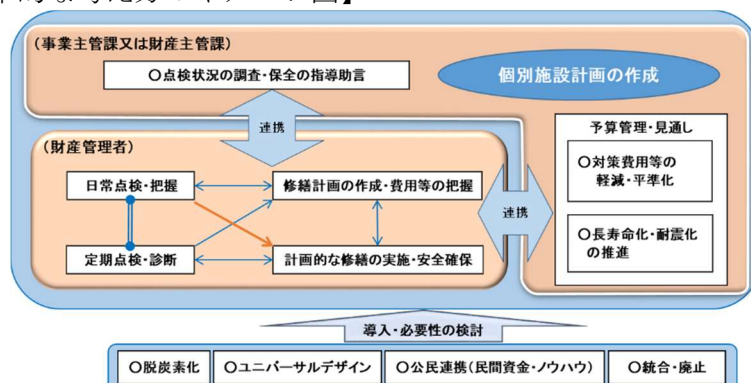 (事業主管課又は財産主管課)
〇点検状況の調査・保全の指導助言
個別施設計画の作成
連携
(財産管理者)
日常点検・把握
修繕計画の作成・費用等の把握
定期点検・診断
計画的な修繕の実施・安全確保
連携
予算管理・見通し
〇対策費用等の
軽減・平準化
〇長寿命化・耐震化
の推進
導入・必要性の検討
〇脱炭素化
〇ユニバーサルデザイン
〇公民連携(民間資金・ノウハウ)
〇統合・廃止